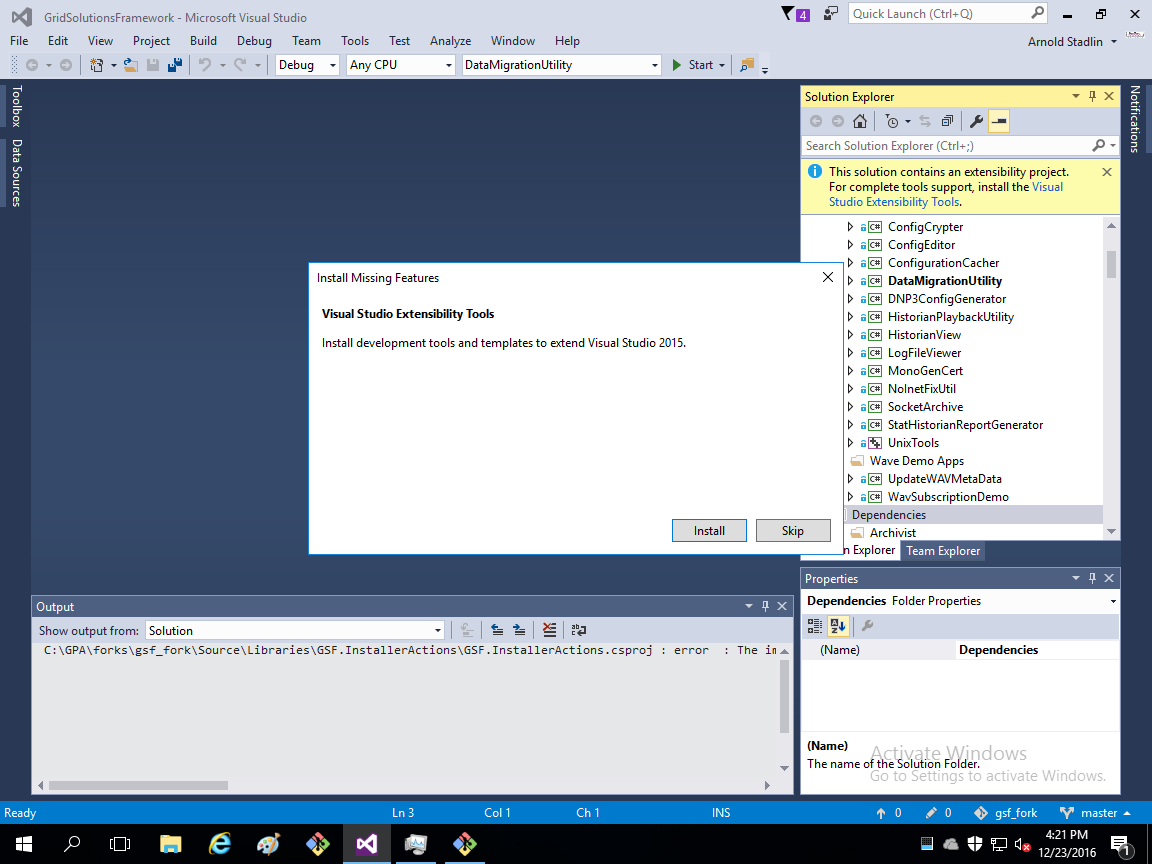 GridSolutionsFramework - Microsoft Visual Studio
4
Quick Launch (Ctrl+Q)
File Edit View Project Build Debug Team Tools Test Analyze Window Help
Arnold Stadlin
Debug Any CPU DataMigrationUtility Start
Toolbox
Data Sources
Notifications
Solution Explorer
Search Solution Explorer (Ctrl+;)
This solution contains an extensibility project.
For complete tools support, install the Visual
Studio Extensibility Tools.
C# ConfigCrypter
C# ConfigEditor
C# ConfigurationCacher
C# DataMigrationUtility
C# DNP3ConfigGenerator
C# HistorianPlaybackUtility
C# HistorianView
C# LogFileViewer
C# MonoGenCert
C# NoInetFixUtil
C# SocketArchive
C# StatHistorianReportGenerator
UnixTools
Wave Demo Apps
C# UpdateWAVMetaData
C# WavSubscriptionDemo
Dependencies
Archivist
n Explorer Team Explorer
Install Missing Features
Visual Studio Extensibility Tools
Install development tools and templates to extend Visual Studio 2015.
Install Skip
Properties
Dependencies Folder Properties
(Name) Dependencies
(Name)
The name of the Solution Folder.
Activate Windows
Go to Settings to activate Windows.
Output
Show output from: Solution
C:\GPA\forks\gsf_fork\Source\Libraries\GSF.InstallerActions\GSF.InstallerActions.csproj : error : The im
Ready Ln 3 Col 1 Ch 1 INS 0 0 gsf_fork master
4:21 PM
12/23/2016
1